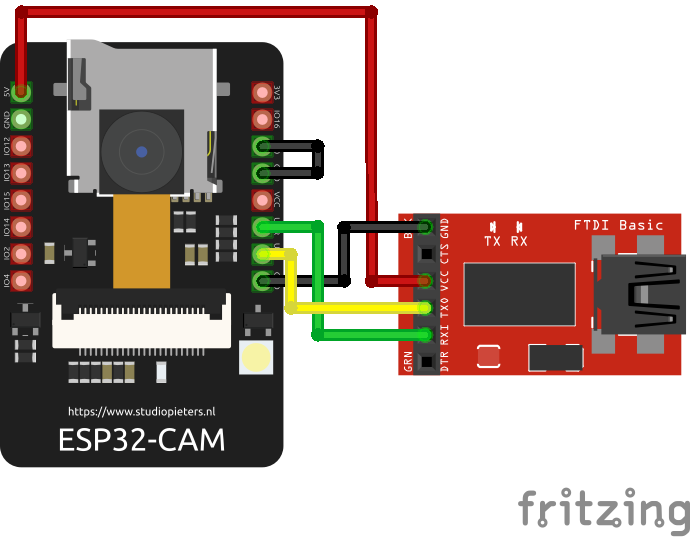 5V
GND
IO12
IO13
IO15
IO14
IO2
IO4
3V3
IO16
VCC
https://www.studiopieters.nl
ESP32-CAM
FTDI Basic
TX RX
GND
CTS
VCC
TXO
RXI
DTR
GRN
fritzing